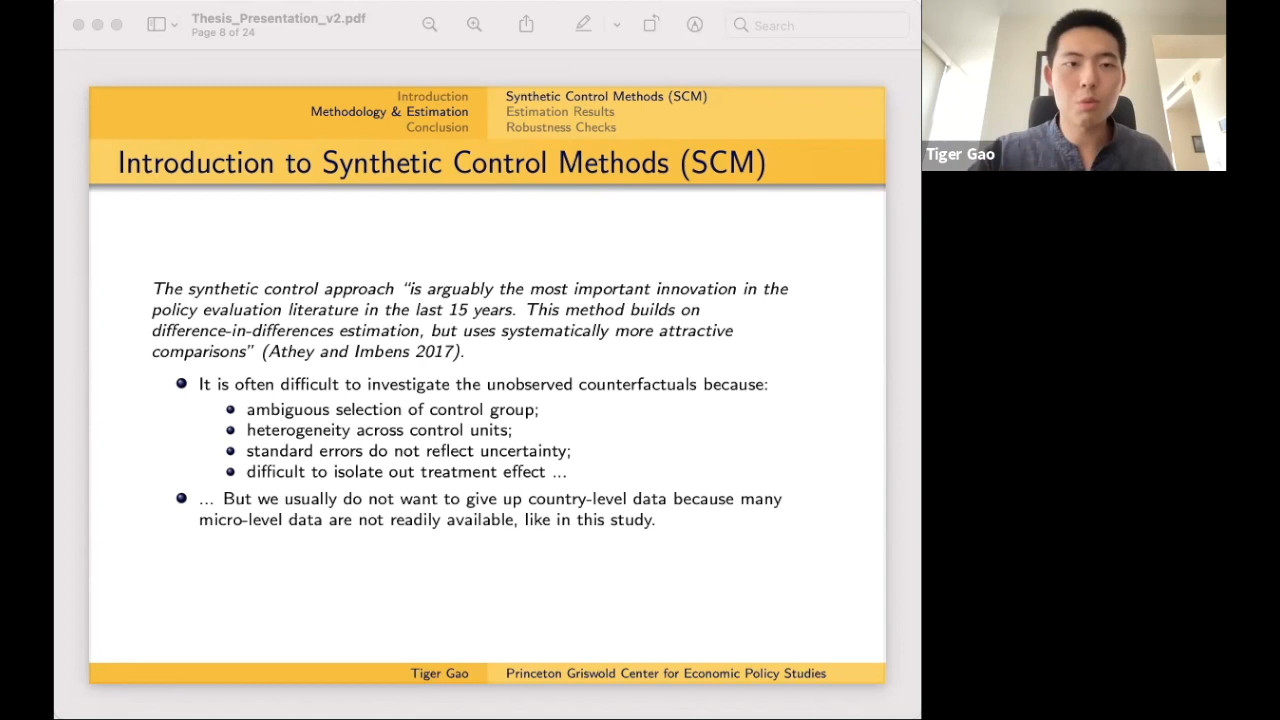 Thesis_Presentation_v2.pdf
Page 8 of 24
Search
Introduction
Methodology & Estimation
Conclusion
Synthetic Control Methods (SCM)
Estimation Results
Robustness Checks
Introduction to Synthetic Control Methods (SCM)
The synthetic control approach "is arguably the most important innovation in the
policy evaluation literature in the last 15 years. This method builds on
difference-in-differences estimation, but uses systematically more attractive
comparisons" (Athey and Imbens 2017).
It is often difficult to investigate the unobserved counterfactuals because:
ambiguous selection of control group;
heterogeneity across control units;
standard errors do not reflect uncertainty;
difficult to isolate out treatment effect ...
... But we usually do not want to give up country-level data because many
micro-level data are not readily available, like in this study.
Tiger Gao
Princeton Griswold Center for Economic Policy Studies
Tiger Gao